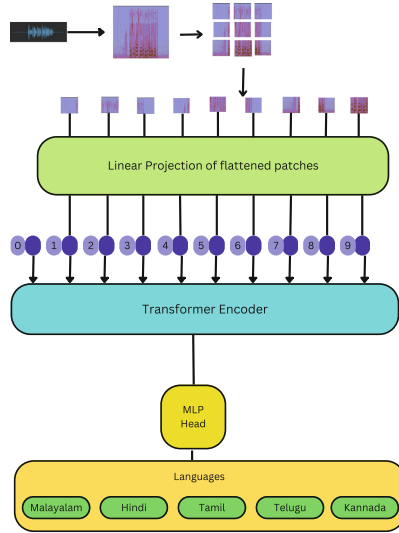 Linear Projection of flattened patches
0 1 2 3 4 5 6 7 8 9
Transformer Encoder
MLP
Head
Languages
Malayalam Hindi Tamil Telugu Kannada